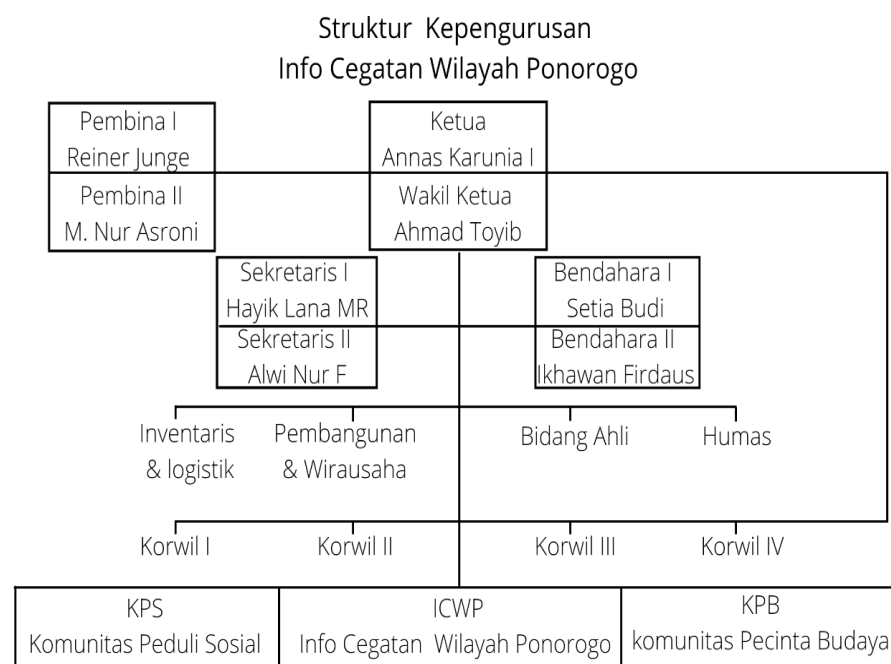 Struktur Kepengurusan
Info Cegatan Wilayah Ponorogo
Pembina I
Reiner Junge
Pembina II
M. Nur Asroni
Ketua
Annas Karunia I
Wakil Ketua
Ahmad Toyib
Sekretaris I
Hayik Lana MR
Sekretaris II
Alwi Nur F
Bendahara I
Setia Budi
Bendahara II
Ikhawan Firdaus
Inventaris
& logistik
Pembangunan
& Wirausaha
Bidang Ahli
Humas
Korwil I
Korwil II
Korwil III
Korwil IV
KPS
Komunitas Peduli Sosial
ICWP
Info Cegatan Wilayah Ponorogo
KPB
komunitas Pecinta Budaya